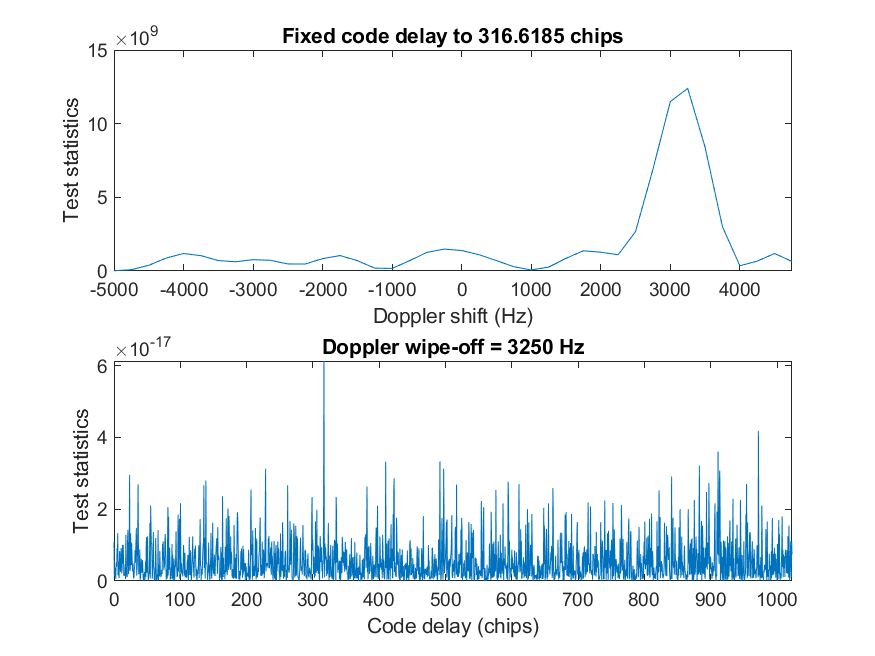 ×10^9
Fixed code delay to 316.6185 chips
15
10
5
0
Test statistics
-5000 -4000 -3000 -2000 -1000 0 1000 2000 3000 4000
Doppler shift (Hz)
×10^-17
Doppler wipe-off = 3250 Hz
6
4
2
0
Test statistics
0 100 200 300 400 500 600 700 800 900 1000
Code delay (chips)